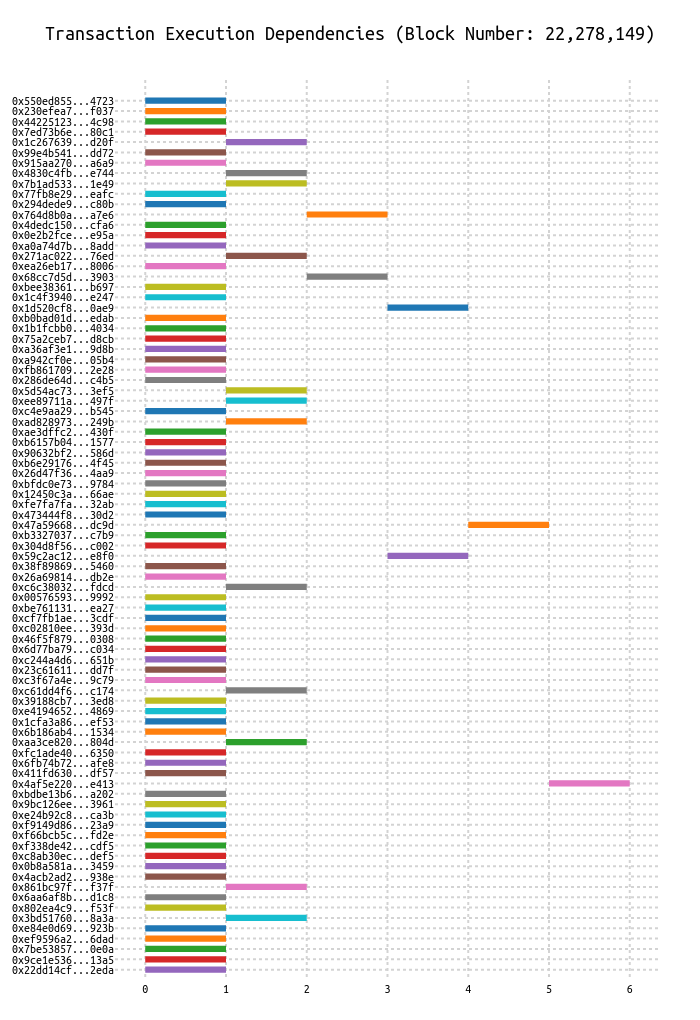 Transaction Execution Dependencies (Block Number: 22,278,149)
0x550ed855...4723
0x230efea7...f037
0x44225123...4c98
0x7ed73b6e...80c1
0x1c267639...d20f
0x99e4b541...dd72
0x915aa270...a6a9
0x4830c4fb...e744
0x7b1ad533...1e49
0x77fb8e29...eafc
0x294dede9...c80b
0x764d8b0a...a7e6
0x4dedc150...cfa6
0x0e2b2fce...e95a
0xa0a74d7b...8add
0x271ac022...76ed
0xea26eb17...8006
0x68cc7d5d...3903
0xbee38361...b697
0x1c4f3940...e247
0x1d520cf8...0ae9
0xb0bad01d...edab
0x1b1fcbb0...4034
0x75a2ceb7...d8cb
0xa36af3e1...9d8b
0xa942cf0e...05b4
0xfb861709...2e28
0x286de64d...c4b5
0x5d54ac73...3ef5
0xee89711a...497f
0xc4e9aa29...b545
0xad828973...249b
0xae3dffc2...430f
0xb6157b04...1577
0x90632bf2...586d
0xb6e29176...4f45
0x26d47f36...4aa9
0xbfdc0e73...9784
0x12450c3a...66ae
0xfe7fa7fa...32ab
0x473444f8...30d2
0x47a59668...dc9d
0xb3327037...c7b9
0x304d8f56...c002
0x59c2ac12...e8f0
0x38f89869...5460
0x26a69814...db2e
0xc6c38032...fdcd
0x00576593...9992
0xbe761131...ea27
0xcf7fb1ae...3cdf
0xc02810ee...393d
0x46f5f879...0308
0x6d77ba79...c034
0xc244a4d6...651b
0x23c61611...dd7f
0xc3f67a4e...9c79
0xc61dd4f6...c174
0x39188cb7...3ed8
0xe4194652...4869
0x1cfa3a86...ef53
0x6b186ab4...1534
0xaa3ce820...804d
0xfc1ade40...6350
0x6fb74b72...afe8
0x411fd630...df57
0x4af5e220...e413
0xbdbe13b6...a202
0x9bc126ee...3961
0xe24b92c8...ca3b
0xf9149d86...23a9
0xf66bcb5c...fd2e
0xf338de42...cdf5
0xc8ab30ec...def5
0x0b8a581a...3459
0x4acb2ad2...938e
0x861bc97f...f37f
0x6aa6af8b...d1c8
0x802ea4c9...f53f
0x3bd51760...8a3a
0xe84e0d69...923b
0xef9596a2...6dad
0x7be53857...0e0a
0x9ce1e536...13a5
0x22dd14cf...2eda
0 1 2 3 4 5 6